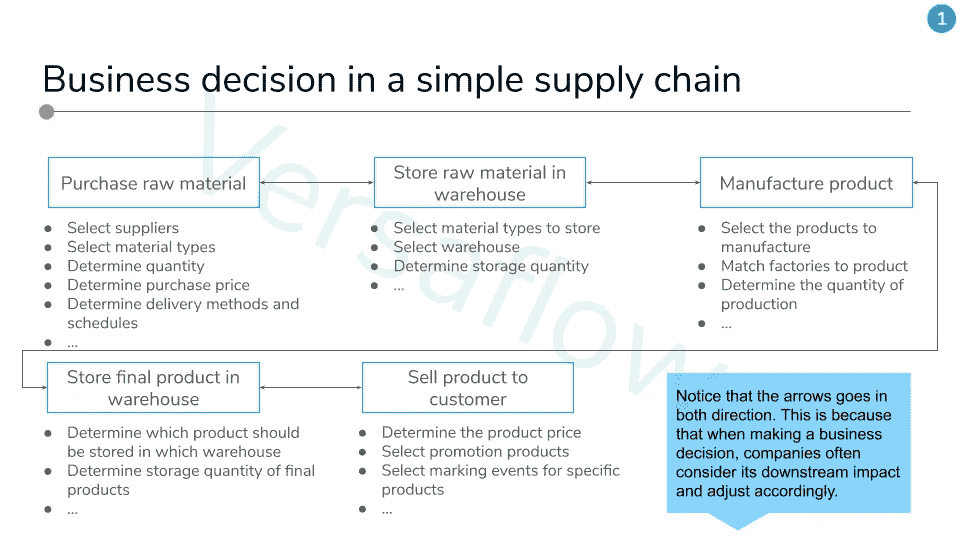 1
Business decision in a simple supply chain
Purchase raw material
Store raw material in
warehouse
Manufacture product
● Select suppliers
● Select material types
● Determine quantity
● Determine purchase price
● Determine delivery methods and
schedules
● ...
● Select material types to store
● Select warehouse
● Determine storage quantity
● ...
● Select the products to
manufacture
● Match factories to product
● Determine the quantity of
production
● ...
Store final product in
warehouse
Sell product to
customer
● Determine which product should
be stored in which warehouse
● Determine storage quantity of final
products
● ...
● Determine the product price
● Select promotion products
● Select marking events for specific
products
● ...
Notice that the arrows goes in
both direction. This is because
that when making a business
decision, companies often
consider its downstream impact
and adjust accordingly.
Versaflow